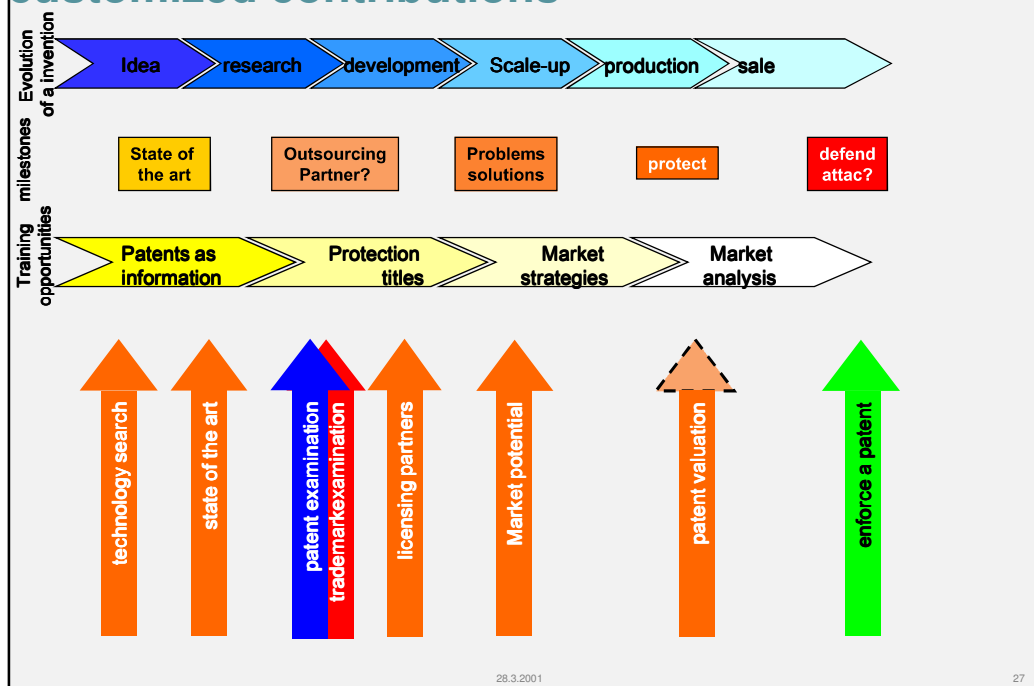 customized contributions
Evolution
of a invention
Idea
research
development
Scale-up
production
sale
milestones
State of
the art
Outsourcing
Partner?
Problems
solutions
protect
defend
attac?
Training
opportunities
Patents as
information
Protection
titles
Market
strategies
Market
analysis
technology search
state of the art
patent examination
trademarkexamination
licensing partners
Market potential
patent valuation
enforce a patent
28.3.2001
27